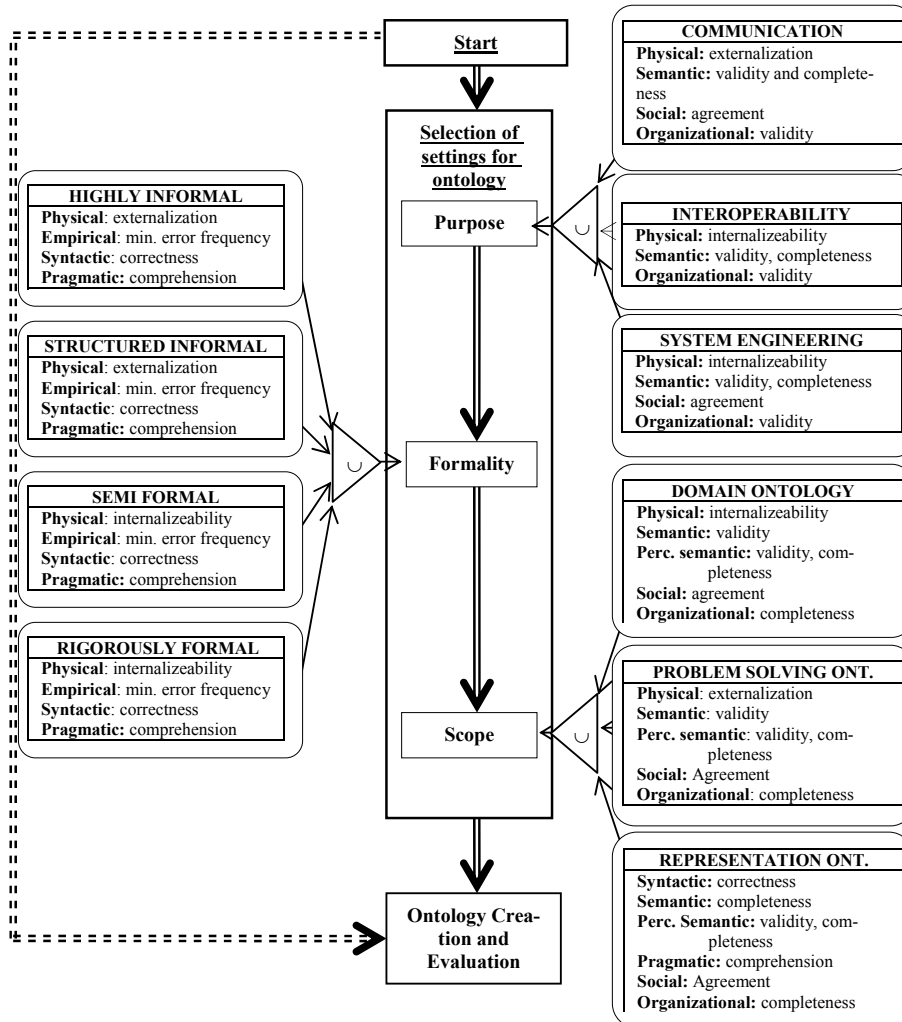 Start
Selection of
settings for
ontology
Purpose
Formality
Scope
Ontology Crea-
tion and
Evaluation
HIGHLY INFORMAL
Physical: externalization
Empirical: min. error frequency
Syntactic: correctness
Pragmatic: comprehension
STRUCTURED INFORMAL
Physical: externalization
Empirical: min. error frequency
Syntactic: correctness
Pragmatic: comprehension
SEMI FORMAL
Physical: internalizeability
Empirical: min. error frequency
Syntactic: correctness
Pragmatic: comprehension
RIGOROUSLY FORMAL
Physical: internalizeability
Empirical: min. error frequency
Syntactic: correctness
Pragmatic: comprehension
∪
COMMUNICATION
Physical: externalization
Semantic: validity and complete-
ness
Social: agreement
Organizational: validity
INTEROPERABILITY
Physical: internalizeability
Semantic: validity, completeness
Organizational: validity
SYSTEM ENGINEERING
Physical: internalizeability
Semantic: validity, completeness
Social: agreement
Organizational: validity
∪
DOMAIN ONTOLOGY
Physical: internalizeability
Semantic: validity
Perc. semantic: validity, com-
pleteness
Social: agreement
Organizational: completeness
PROBLEM SOLVING ONT.
Physical: externalization
Semantic: validity
Perc. semantic: validity, com-
pleteness
Social: Agreement
Organizational: completeness
REPRESENTATION ONT.
Syntactic: correctness
Semantic: completeness
Perc. Semantic: validity, com-
pleteness
Pragmatic: comprehension
Social: Agreement
Organizational: completeness
∪